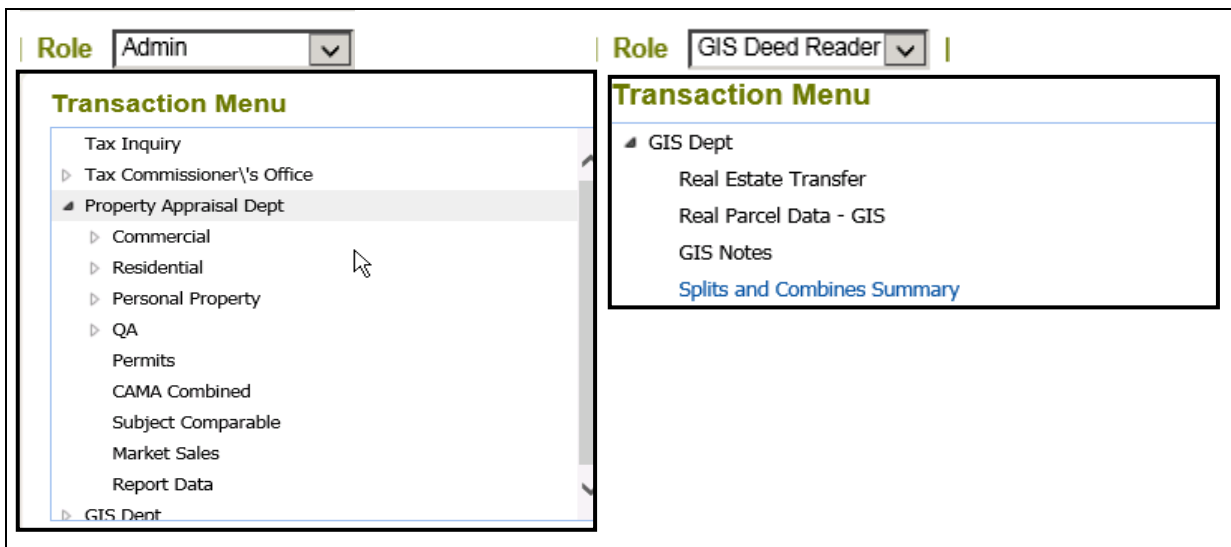 Role Admin
Transaction Menu
Tax Inquiry
Tax Commissioner\'s Office
Property Appraisal Dept
Commercial
Residential
Personal Property
QA
Permits
CAMA Combined
Subject Comparable
Market Sales
Report Data
GIS Dept
Role GIS Deed Reader
Transaction Menu
GIS Dept
Real Estate Transfer
Real Parcel Data - GIS
GIS Notes
Splits and Combines Summary